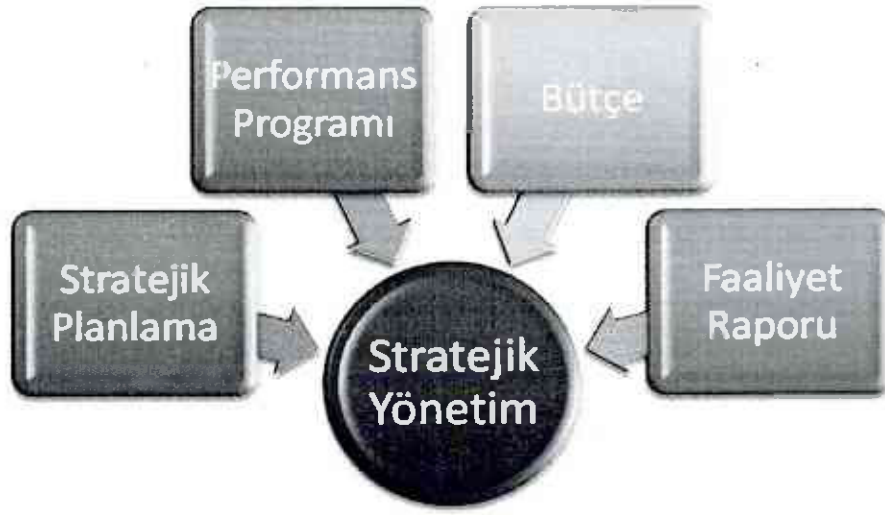 Performans
Programı
Bütçe
Stratejik
Planlama
Faaliyet
Raporu
Stratejik
Yönetim